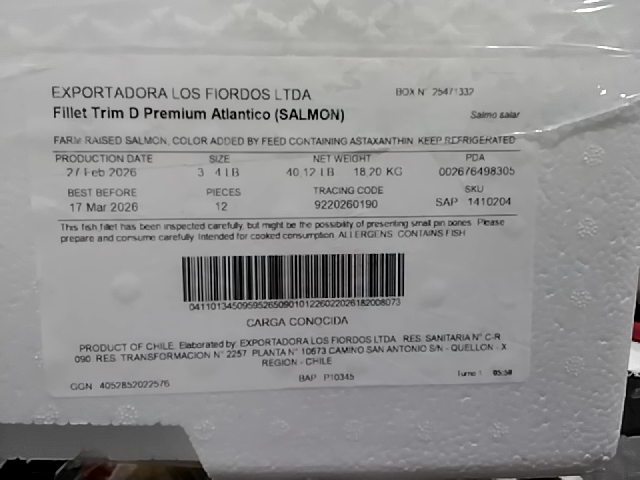 EXPORTADORA LOS FIORDOS LTDA BOX N° 25471332
Fillet Trim D Premium Atlantico (SALMON) Salmo salar
FARM RAISED SALMON, COLOR ADDED BY FEED CONTAINING ASTAXANTHIN. KEEP REFRIGERATED
PRODUCTION DATE SIZE NET WEIGHT PDA
27 Feb 2026 3 4 LB 40.12 LB 18.20 KG 002676498305
BEST BEFORE PIECES TRACING CODE SKU
17 Mar 2026 12 9220260190 SAP 1410204
This fish fillet has been inspected carefully, but might be the possibility of presenting small pin bones. Please
prepare and consume carefully. Intended for cooked consumption. ALLERGENS: CONTAINS FISH
CARGA CONOCIDA
PRODUCT OF CHILE. Elaborated by: EXPORTADORA LOS FIORDOS LTDA. RES. SANITARIA N° C-R
090 RES. TRANSFORMACION N° 2257. PLANTA N° 10673 CAMINO SAN ANTONIO S/N - QUELLON - X
REGION - CHILE
GGN 4052852022576 BAP P10345 Turno 1 05:58